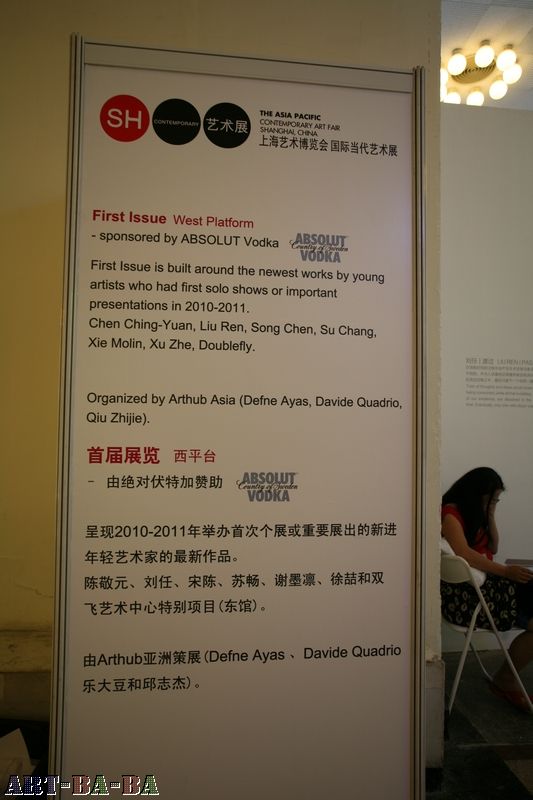 SH CONTEMPORARY 艺术展
THE ASIA PACIFIC
CONTEMPORARY ART FAIR
SHANGHAI, CHINA
上海艺术博览会 国际当代艺术展
First Issue West Platform
- sponsored by ABSOLUT Vodka ABSOLUT
Country of Sweden
VODKA
First Issue is built around the newest works by young
artists who had first solo shows or important
presentations in 2010-2011.
Chen Ching-Yuan, Liu Ren, Song Chen, Su Chang,
Xie Molin, Xu Zhe, Doublefly.
Organized by Arthub Asia (Defne Ayas, Davide Quadrio,
Qiu Zhijie).
首届展览 西平台
- 由绝对伏特加赞助 ABSOLUT
Country of Sweden
VODKA
呈现2010-2011年举办首次个展或重要展出的新进
年轻艺术家的最新作品。
陈敬元、刘任、宋陈、苏畅、谢墨凛、徐喆和双
飞艺术中心特别项目(东馆)。
由Arthub亚洲策展(Defne Ayas 、Davide Quadrio
乐大豆和邱志杰)。
ART-BA-BA